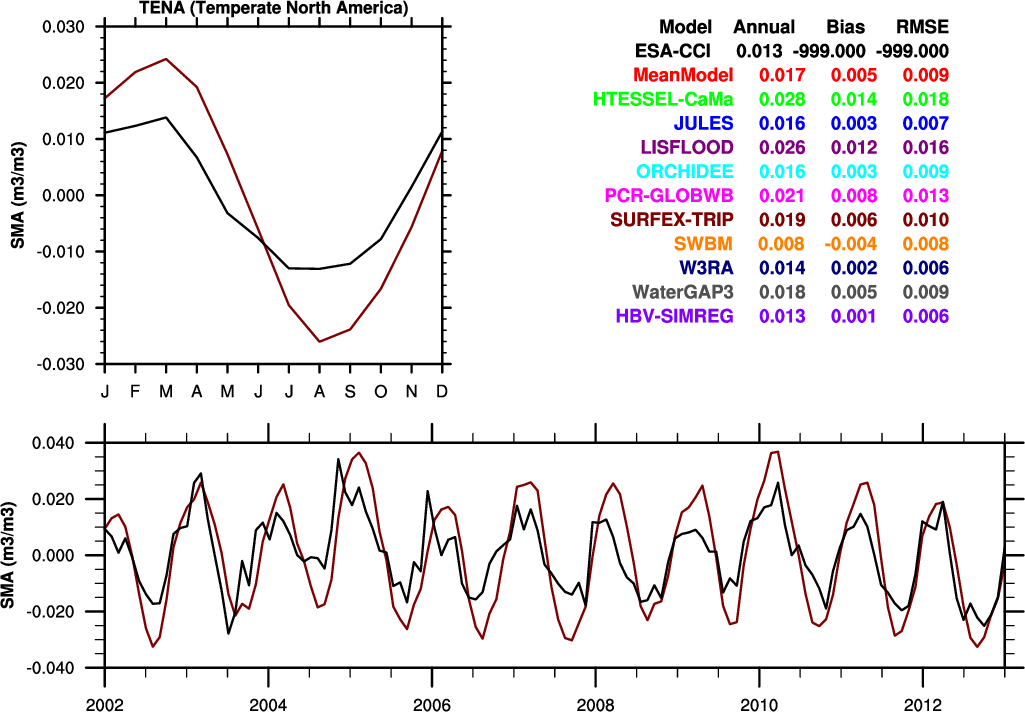 TENA (Temperate North America)
0.030
0.020
0.010
0.000
-0.010
-0.020
-0.030
SMA (m3/m3)
J F M A M J J A S O N D
Model Annual Bias RMSE
ESA-CCI 0.013 -999.000 -999.000
MeanModel 0.017 0.005 0.009
HTESSEL-CaMa 0.028 0.014 0.018
JULES 0.016 0.003 0.007
LISFLOOD 0.026 0.012 0.016
ORCHIDEE 0.016 0.003 0.009
PCR-GLOBWB 0.021 0.008 0.013
SURFEX-TRIP 0.019 0.006 0.010
SWBM 0.008 -0.004 0.008
W3RA 0.014 0.002 0.006
WaterGAP3 0.018 0.005 0.009
HBV-SIMREG 0.013 0.001 0.006
0.040
0.020
0.000
-0.020
-0.040
SMA (m3/m3)
2002 2004 2006 2008 2010 2012